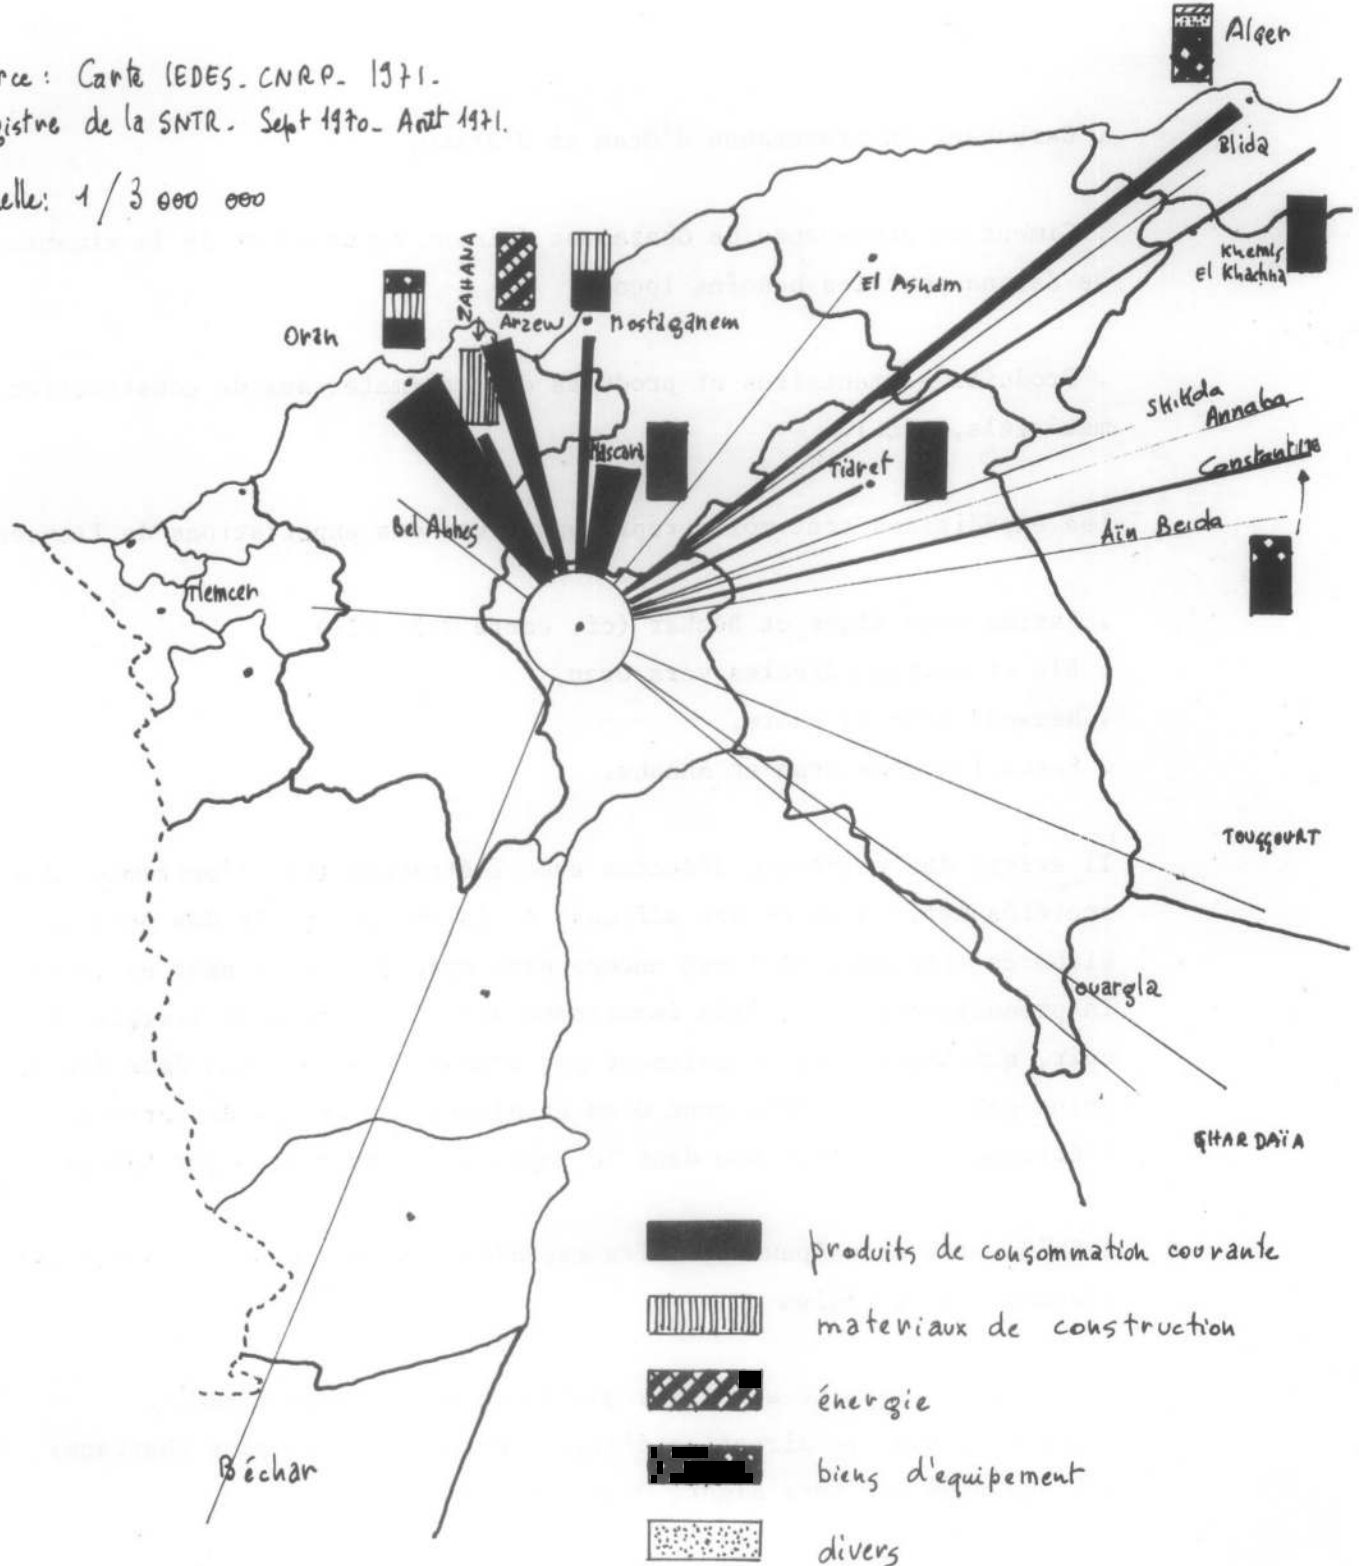 rce: Carte IEDES. CNRP. 1971.
gistre de la SNTR. Sept 1970. Août 1971.
elle: 1/3 000 000
Alger
Blida
Khemis
El Khachna
El Ashdm
ZAHANA
Arzew
Mostaganem
Oran
Mascara
Tidret
Skikda
Annaba
Constantine
Aïn Beida
Bel Abbes
Tlemcen
TOUGGOURT
ouargla
GHARDAÏA
Béchar
produits de consommation courante
materiaux de construction
énergie
biens d'equipement
divers